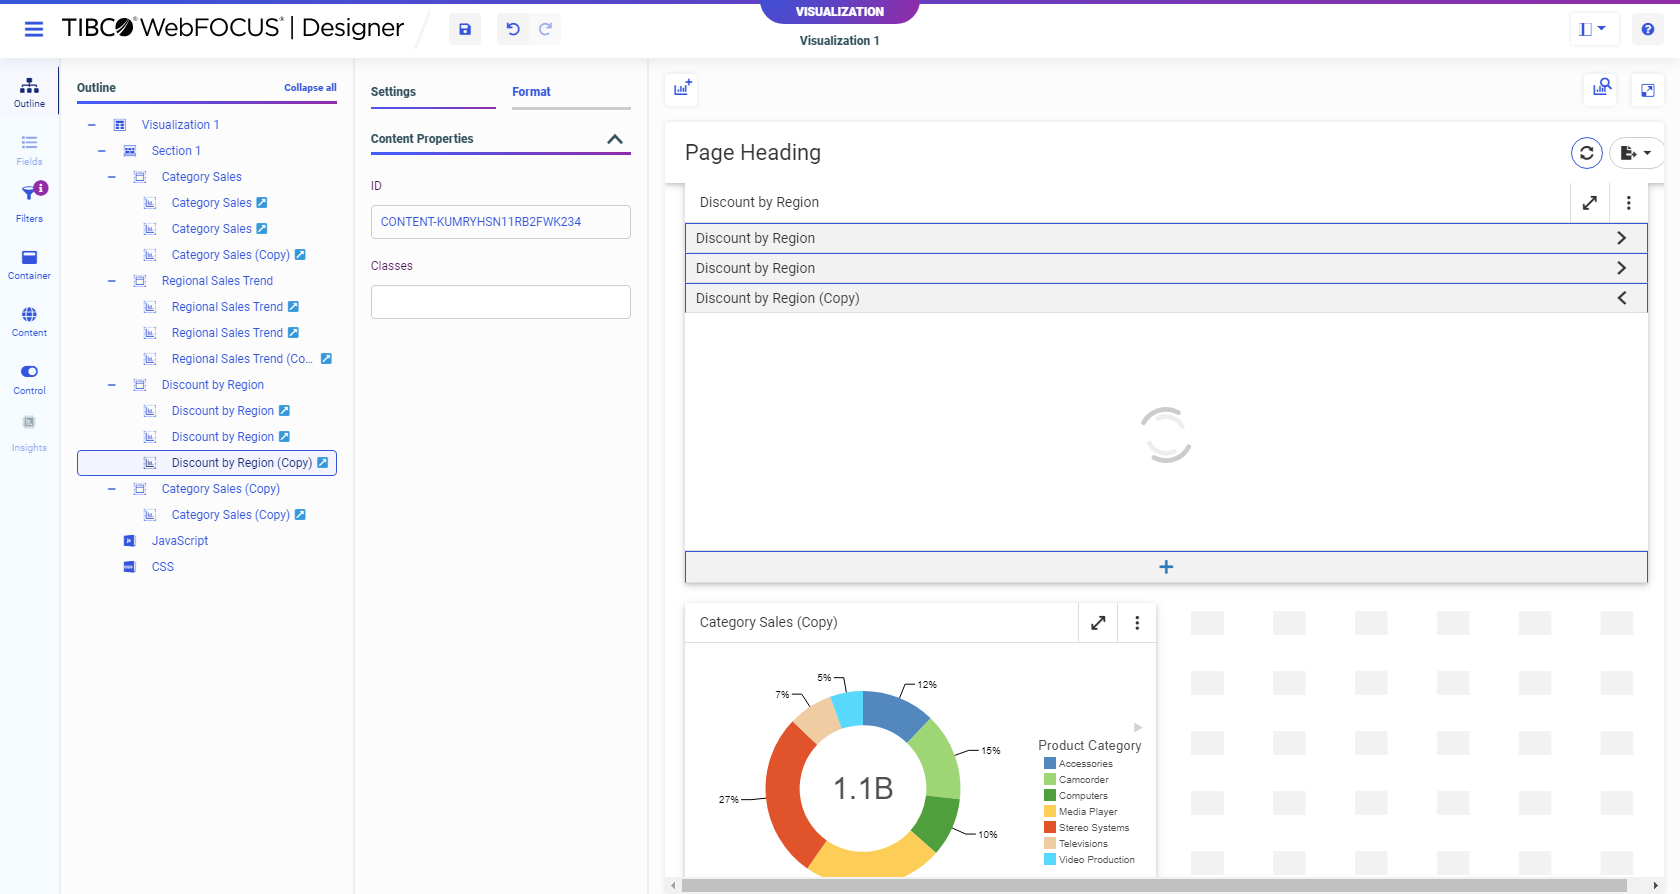 TIBCO® WebFOCUS® | Designer
VISUALIZATION
Visualization 1
Outline
Fields
Filters
Container
Content
Control
Insights
Outline
Collapse all
Visualization 1
Section 1
Category Sales
Category Sales
Category Sales
Category Sales (Copy)
Regional Sales Trend
Regional Sales Trend
Regional Sales Trend
Regional Sales Trend (Co...
Discount by Region
Discount by Region
Discount by Region
Discount by Region (Copy)
Category Sales (Copy)
Category Sales (Copy)
JavaScript
CSS
Settings
Format
Content Properties
ID
CONTENT-KUMRYHSN11RB2FWK234
Classes
Page Heading
Discount by Region
Discount by Region
Discount by Region
Discount by Region (Copy)
Category Sales (Copy)
5%
12%
7%
15%
27%
10%
1.1B
Product Category
Accessories
Camcorder
Computers
Media Player
Stereo Systems
Televisions
Video Production